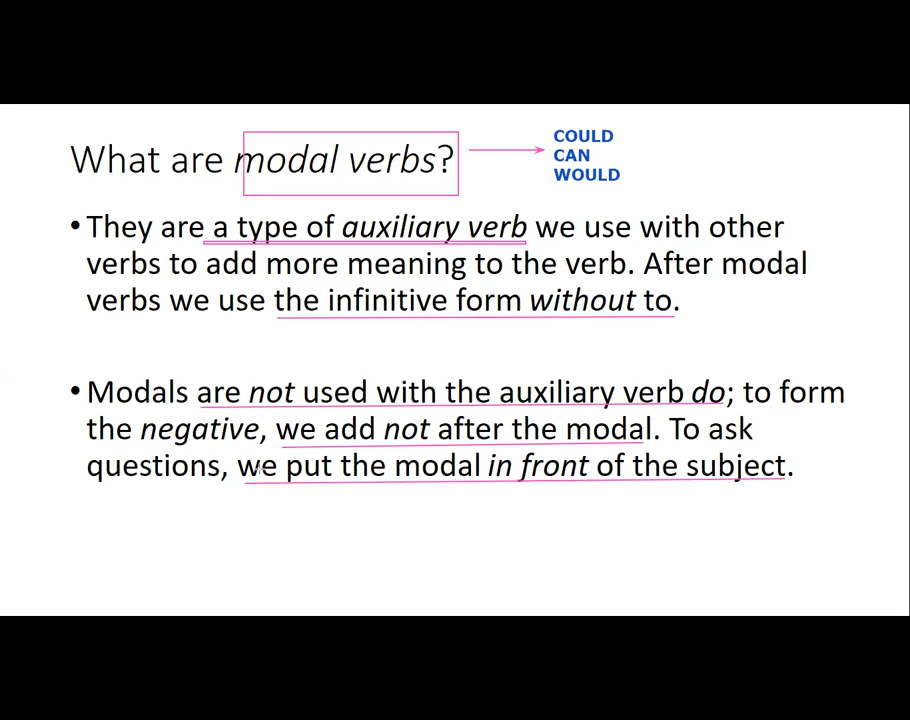 What are modal verbs?
COULD
CAN
WOULD
•They are a type of auxiliary verb we use with other
verbs to add more meaning to the verb. After modal
verbs we use the infinitive form without to.
•Modals are not used with the auxiliary verb do; to form
the negative, we add not after the modal. To ask
questions, we put the modal in front of the subject.